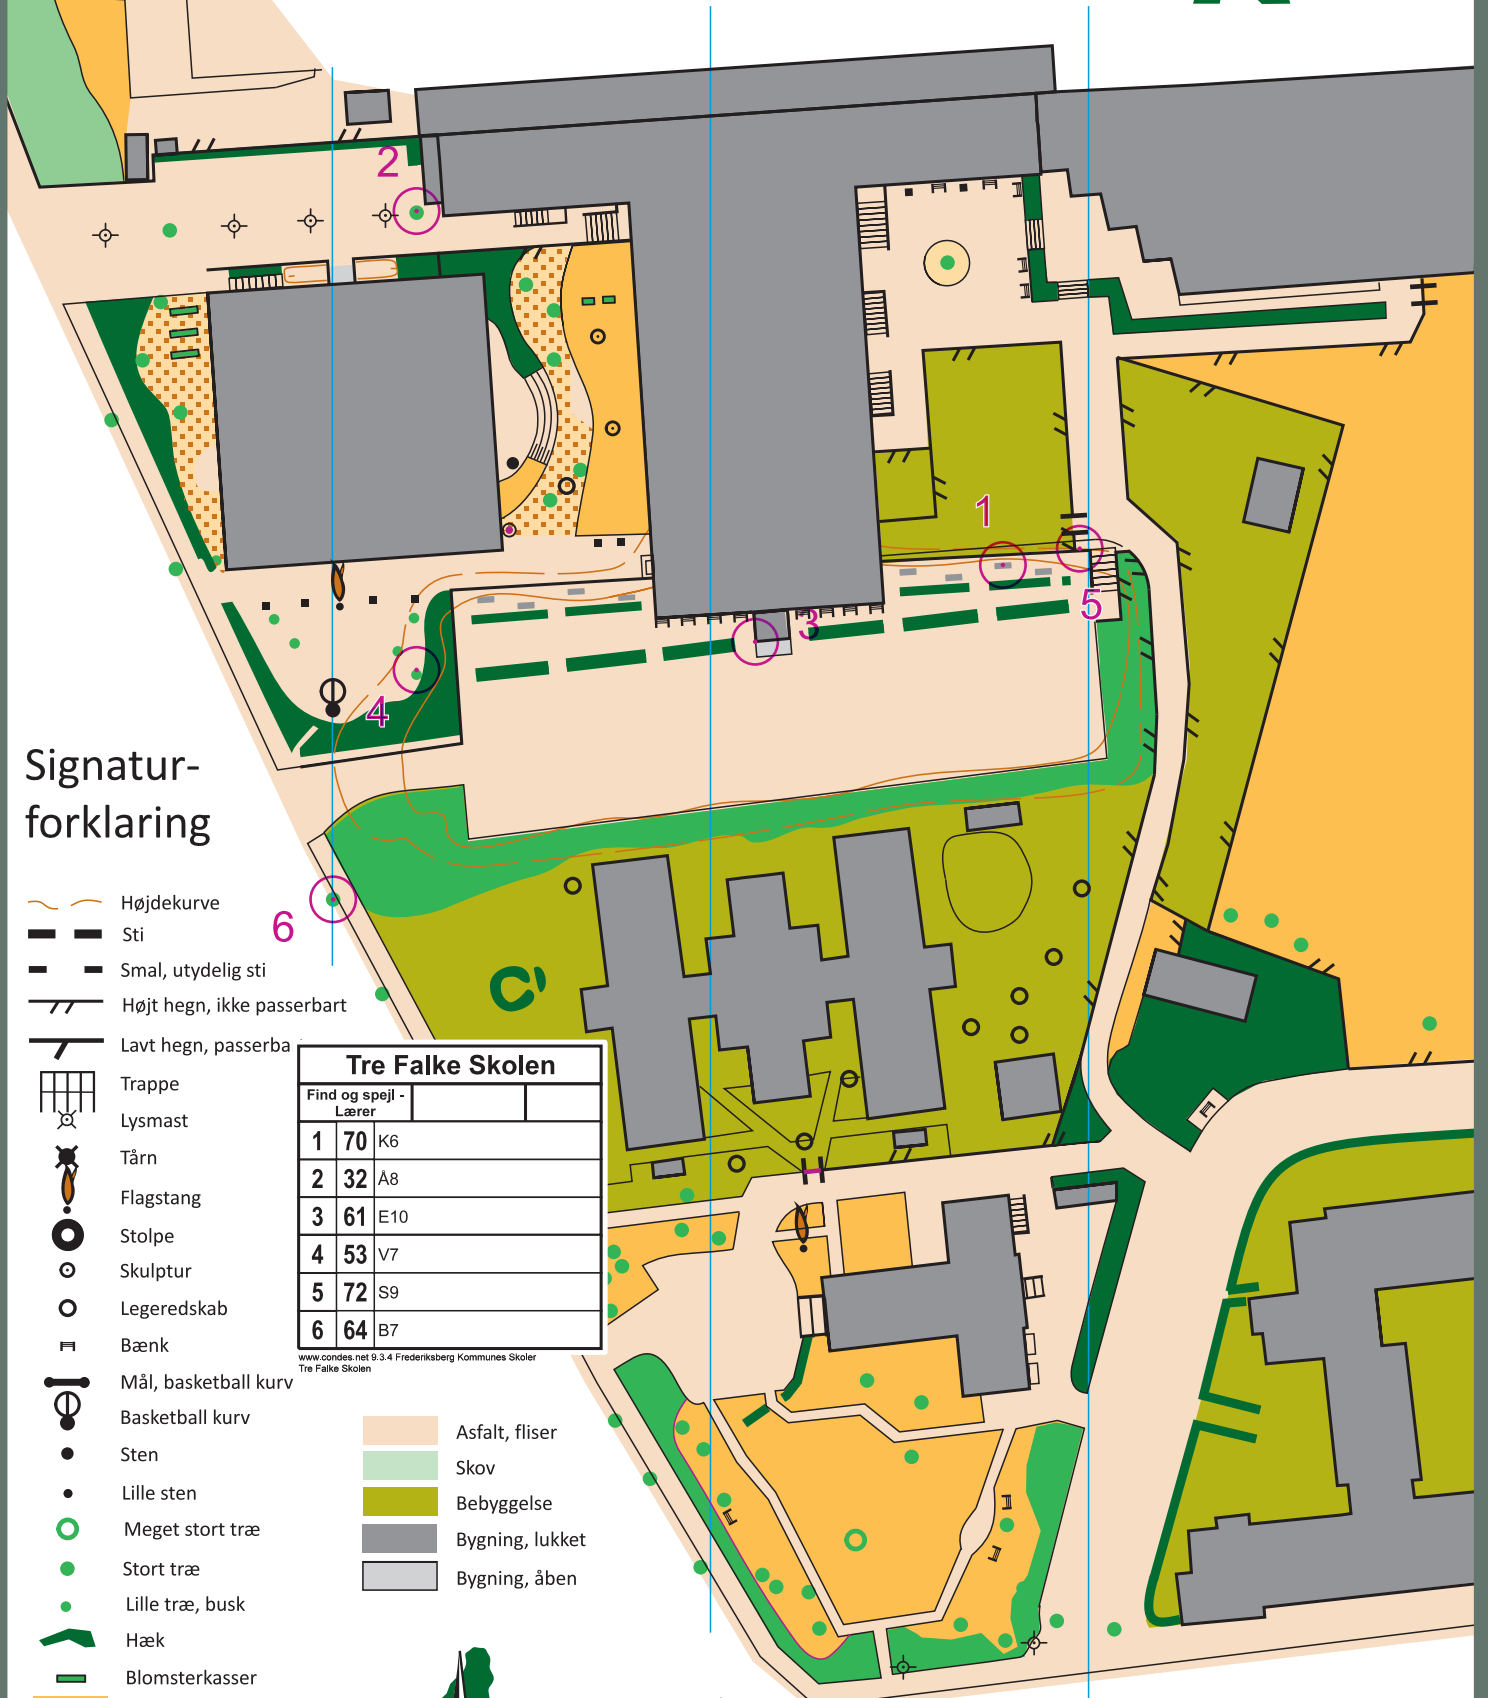 2
1
3
5
4
6
Signatur-
forklaring
Højdekurve
Sti
Smal, utydelig sti
Højt hegn, ikke passerbart
Lavt hegn, passerba
Trappe
Lysmast
Tårn
Flagstang
Stolpe
Skulptur
Legeredskab
Bænk
Mål, basketball kurv
Basketball kurv
Sten
Lille sten
Meget stort træ
Stort træ
Lille træ, busk
Hæk
Blomsterkasser
Tre Falke Skolen
Find og spejl -
Lærer
1 70 K6
2 32 Å8
3 61 E10
4 53 V7
5 72 S9
6 64 B7
www.condes.net 9.3.4 Frederiksberg Kommunes Skoler
Tre Falke Skolen
Asfalt, fliser
Skov
Bebyggelse
Bygning, lukket
Bygning, åben